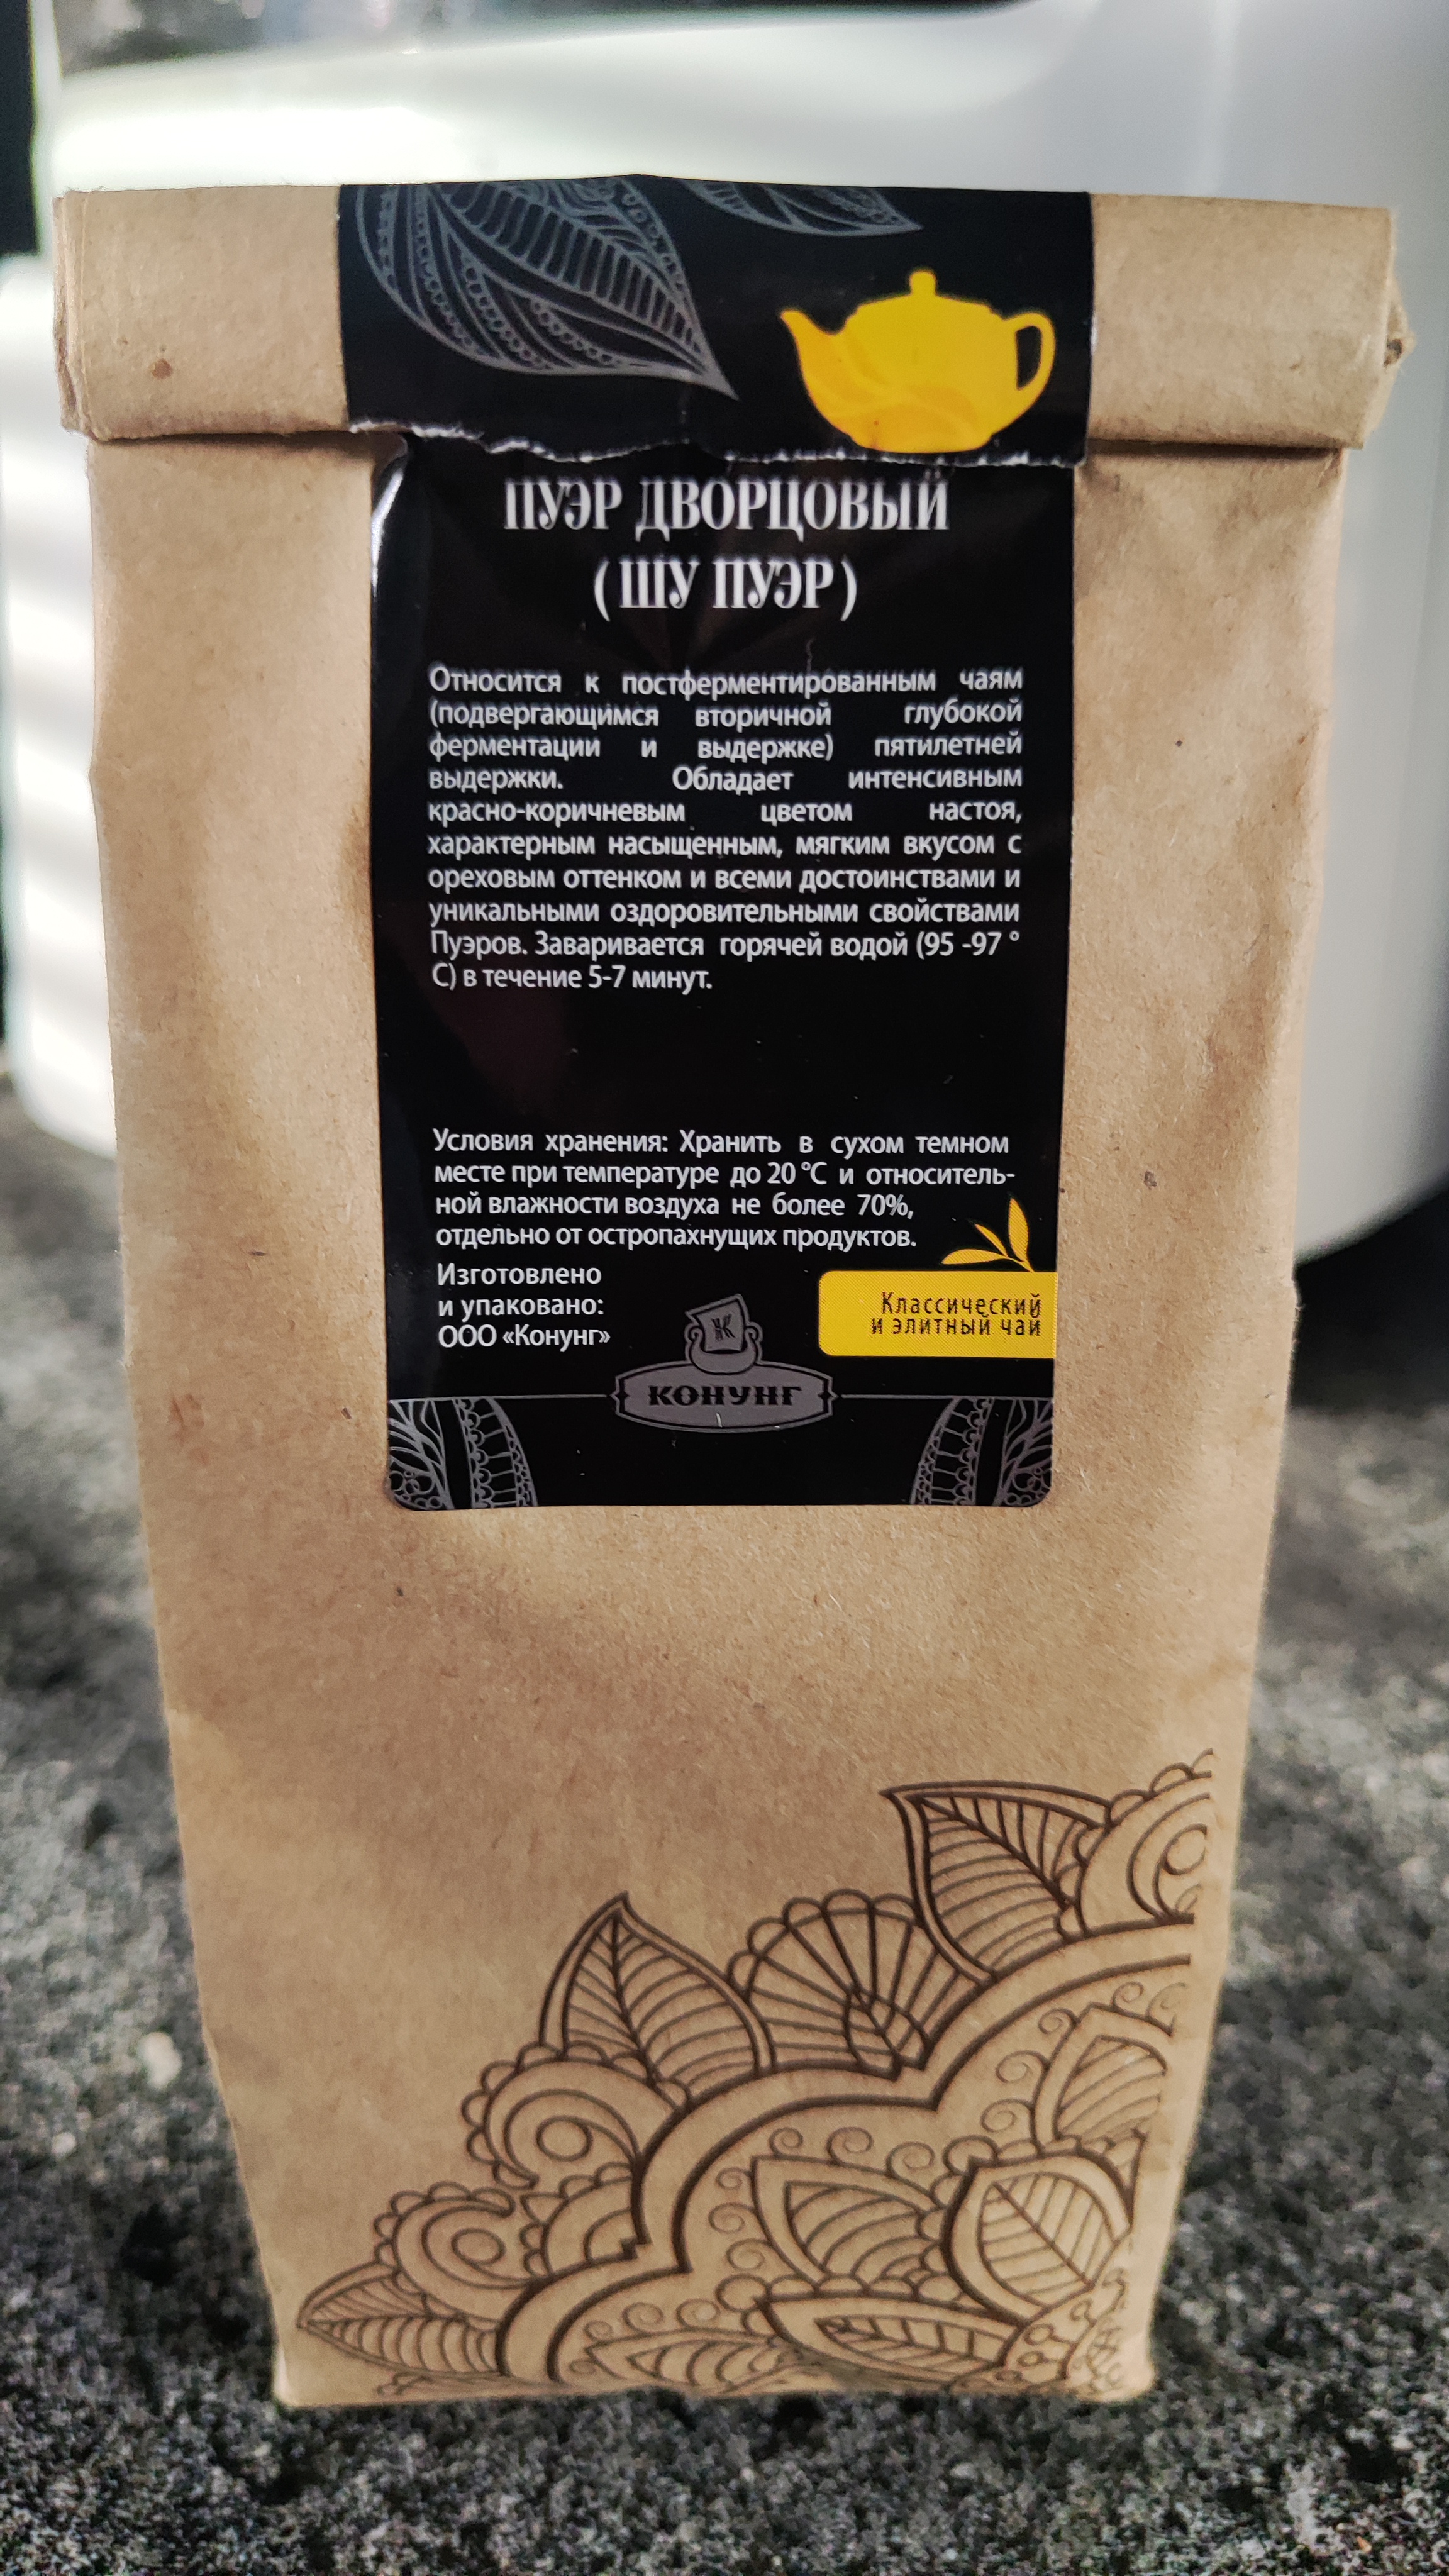 ПУЭР ДВОРЦОВЫЙ
(ШУ ПУЭР)
Относится к постферментированным чаям
(подвергающимся вторичной глубокой
ферментации и выдержке) пятилетней
выдержки. Обладает интенсивным
красно-коричневым цветом настоя,
характерным насыщенным, мягким вкусом с
ореховым оттенком и всеми достоинствами и
уникальными оздоровительными свойствами
Пуэров. Заваривается горячей водой (95 -97 °
С) в течение 5-7 минут.
Условия хранения: Хранить в сухом темном
месте при температуре до 20 °С и относитель-
ной влажности воздуха не более 70%,
отдельно от остропахнущих продуктов.
Изготовлено
и упаковано:
ООО «Конунг»
Классический
и элитный чай
К
КОНУНГ